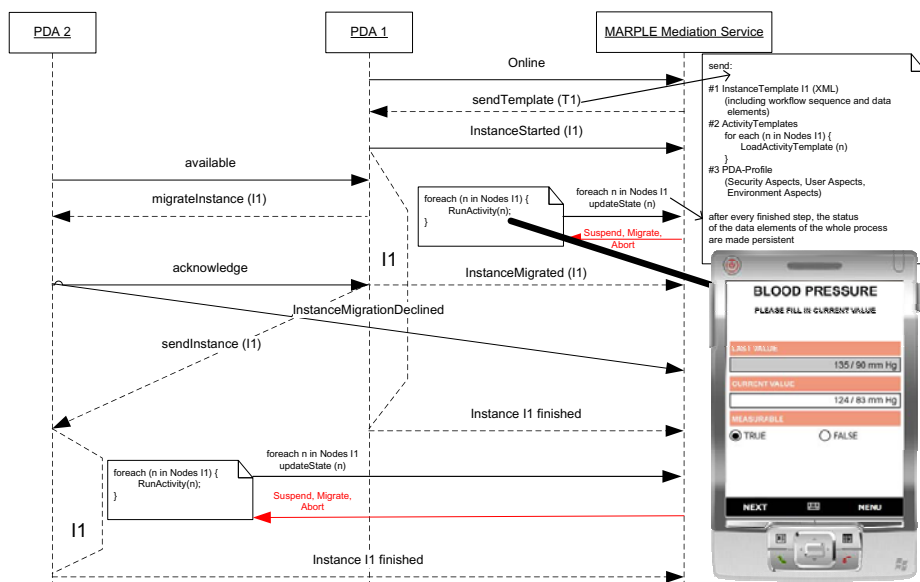 PDA 2
PDA 1
MARPLE Mediation Service
Online
sendTemplate (T1)
InstanceStarted (I1)
send:
#1 InstanceTemplate I1 (XML)
(including workflow sequence and data
elements)
#2 ActivityTemplates
for each (n in Nodes I1) {
LoadActivityTemplate (n)
}
#3 PDA-Profile
(Security Aspects, User Aspects,
Environment Aspects)
after every finished step, the status
of the data elements of the whole process
are made persistent
available
migrateInstance (I1)
foreach (n in Nodes I1) {
RunActivity(n);
}
foreach n in Nodes I1
updateState (n)
Suspend, Migrate,
Abort
I1
acknowledge
InstanceMigrated (I1)
InstanceMigrationDeclined
sendInstance (I1)
Instance I1 finished
BLOOD PRESSURE
PLEASE FILL IN CURRENT VALUE
LAST VALUE
135 / 90 mm Hg
CURRENT VALUE
124 / 83 mm Hg
MEASURABLE
TRUE
FALSE
NEXT
MENU
foreach (n in Nodes I1) {
RunActivity(n);
}
foreach n in Nodes I1
updateState (n)
Suspend, Migrate,
Abort
I1
Instance I1 finished